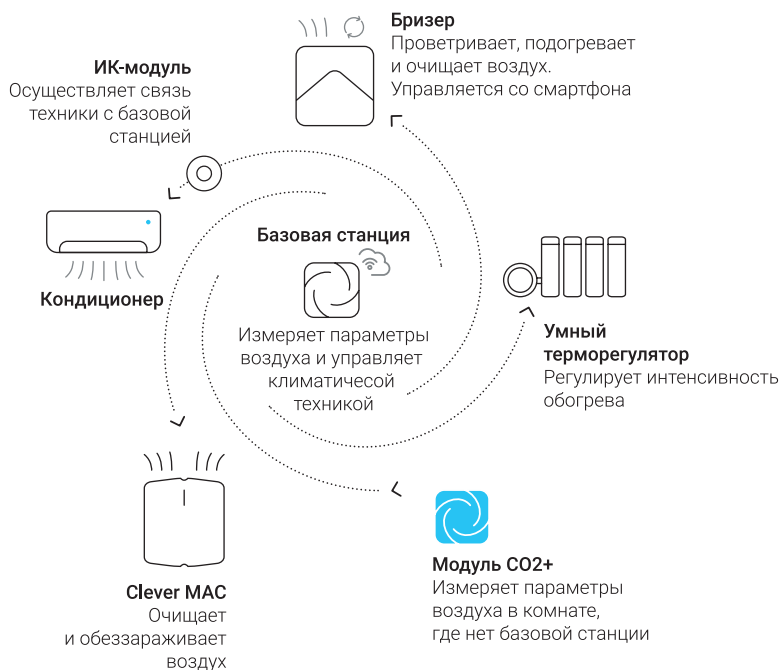 Бризер
Проветривает, подогревает
и очищает воздух.
Управляется со смартфона
ИК-модуль
Осуществляет связь
техники с базовой
станцией
Кондиционер
Базовая станция
Измеряет параметры
воздуха и управляет
климатичесой
техникой
Умный
терморегулятор
Регулирует интенсивность
обогрева
Clever MAC
Очищает
и обеззараживает
воздух
Модуль CO2+
Измеряет параметры
воздуха в комнате,
где нет базовой станции